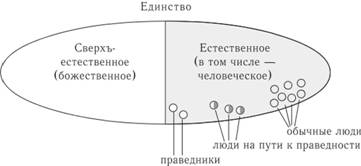 Единство
Сверхъ-
естественное
(божественное)
Естественное
(в том числе —
человеческое)
обычные люди
люди на пути к праведности
праведники